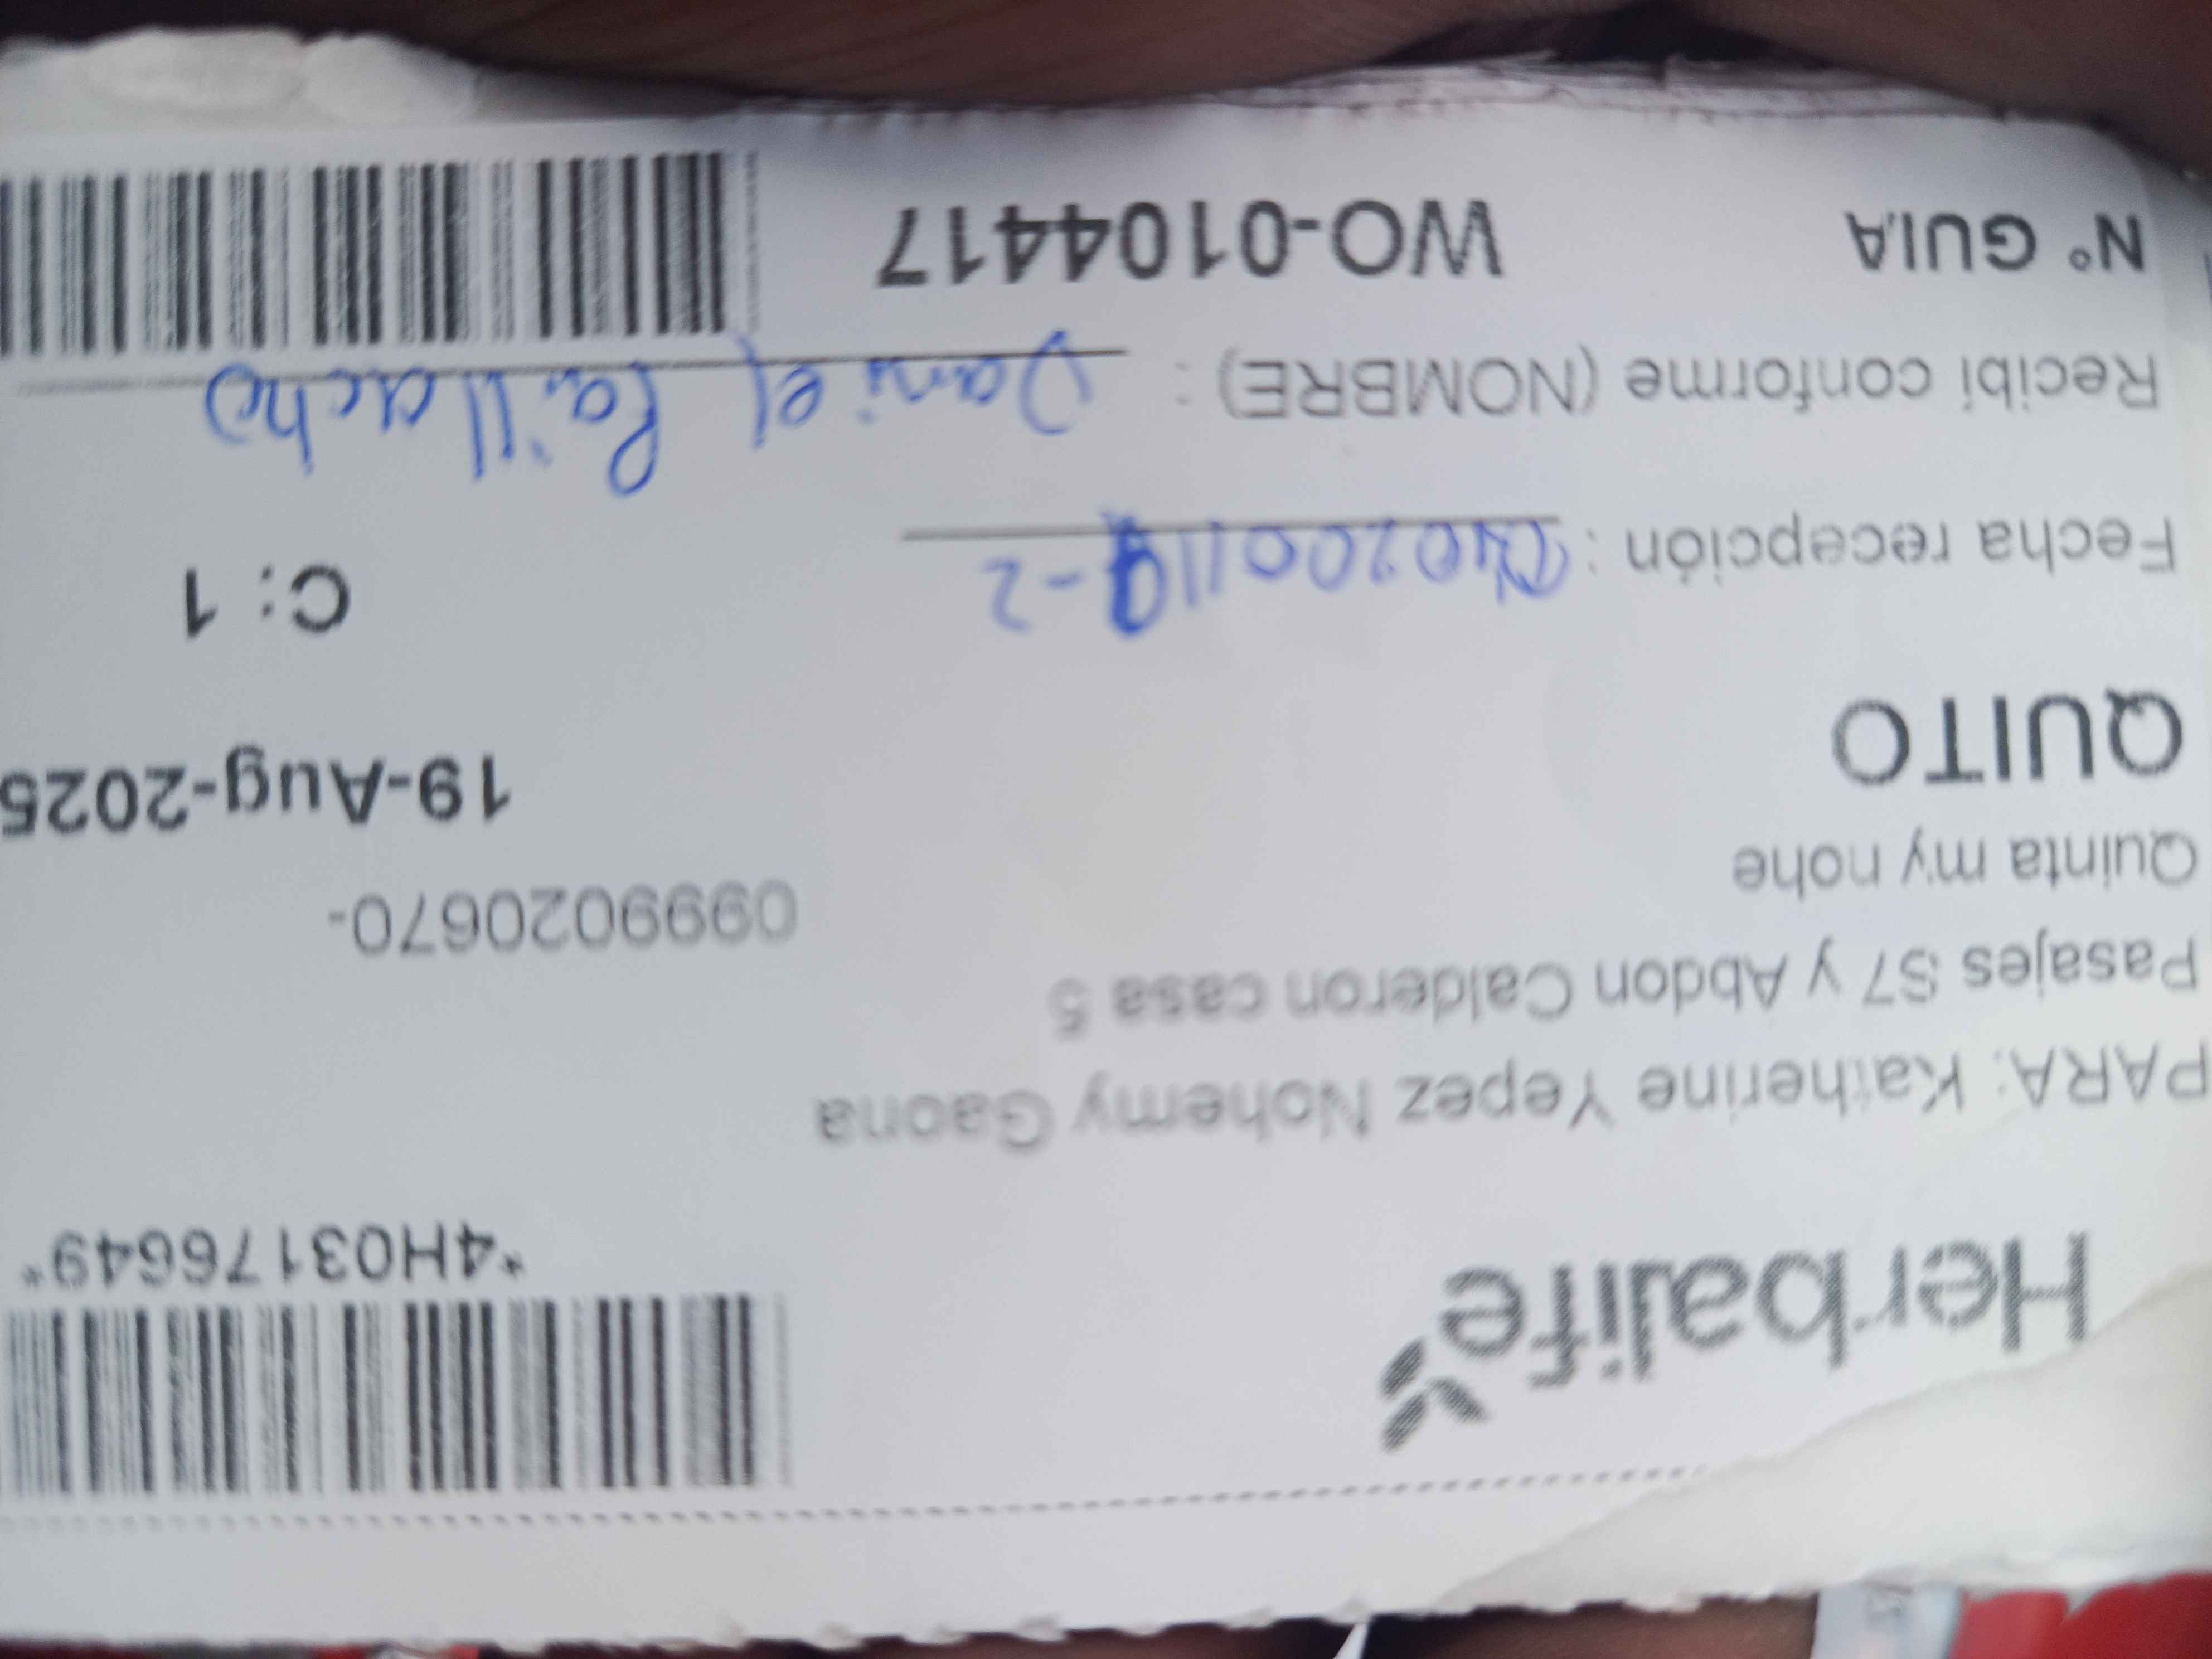 Herbalife
*4H03176649*
PARA: Katherine Yepez Nohemy Gaona
Pasajes S7 y Abdon Calderon casa 5
0999020670-
Quinta my nohe
QUITO
19-Aug-2025
Fecha recepción :
C: 1
Recibi conforme (NOMBRE) : Daniel Paillacho
N° GUIA WO-0104417